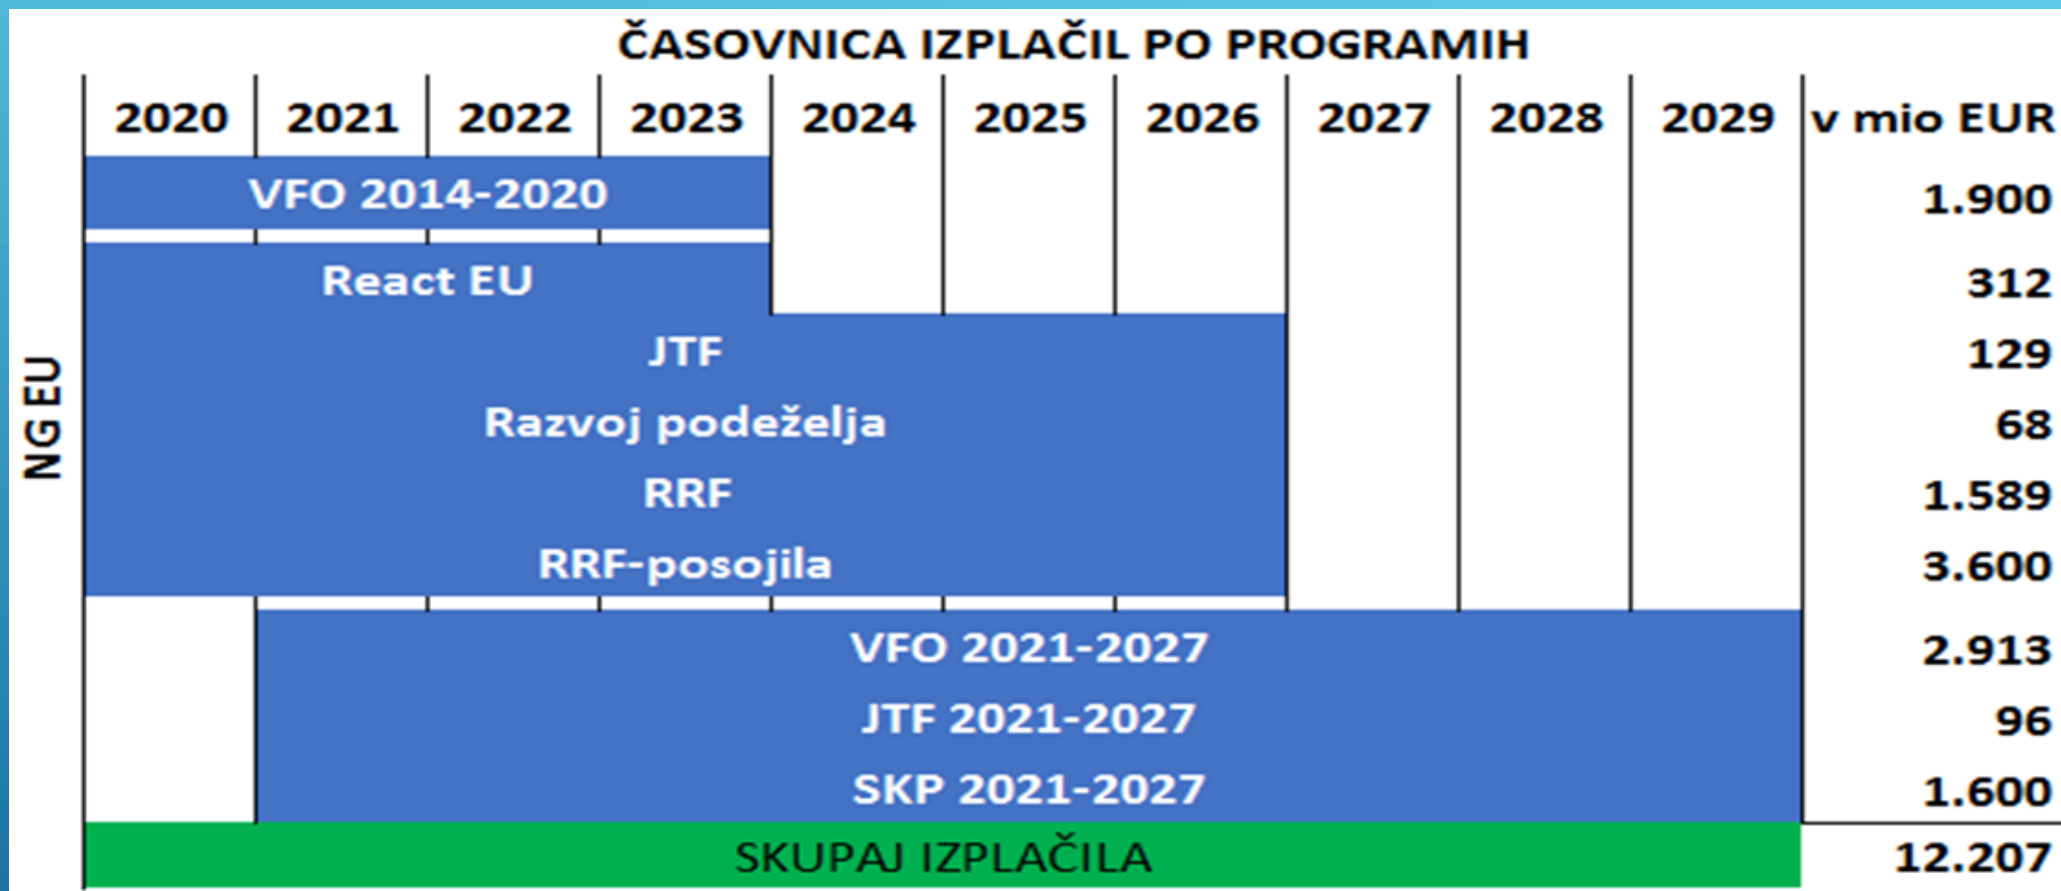 ČASOVNICA IZPLAČIL PO PROGRAMIH
2020 2021 2022 2023 2024 2025 2026 2027 2028 2029 v mio EUR
VFO 2014-2020 1.900
NG EU
React EU 312
JTF 129
Razvoj podeželja 68
RRF 1.589
RRF-posojila 3.600
VFO 2021-2027 2.913
JTF 2021-2027 96
SKP 2021-2027 1.600
SKUPAJ IZPLAČILA 12.207